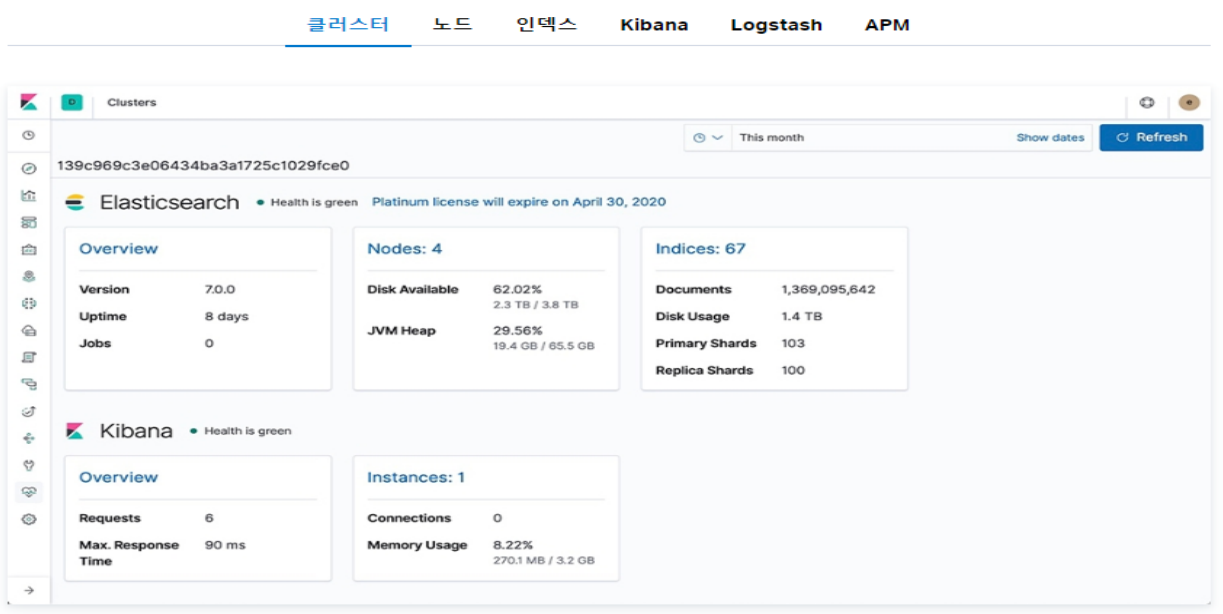 클러스터 노드 인덱스 Kibana Logstash APM
D Clusters e
This month Show dates Refresh
139c969c3e06434ba3a1725c1029fce0
Elasticsearch Health is green Platinum license will expire on April 30, 2020
Overview Nodes: 4 Indices: 67
Version 7.0.0 Disk Available 62.02% Documents 1,369,095,642
2.3 TB / 3.8 TB
Uptime 8 days Disk Usage 1.4 TB
JVM Heap 29.56%
Jobs 0 19.4 GB / 65.5 GB Primary Shards 103
Replica Shards 100
Kibana Health is green
Overview Instances: 1
Requests 6 Connections 0
Max. Response 90 ms Memory Usage 8.22%
Time 270.1 MB / 3.2 GB